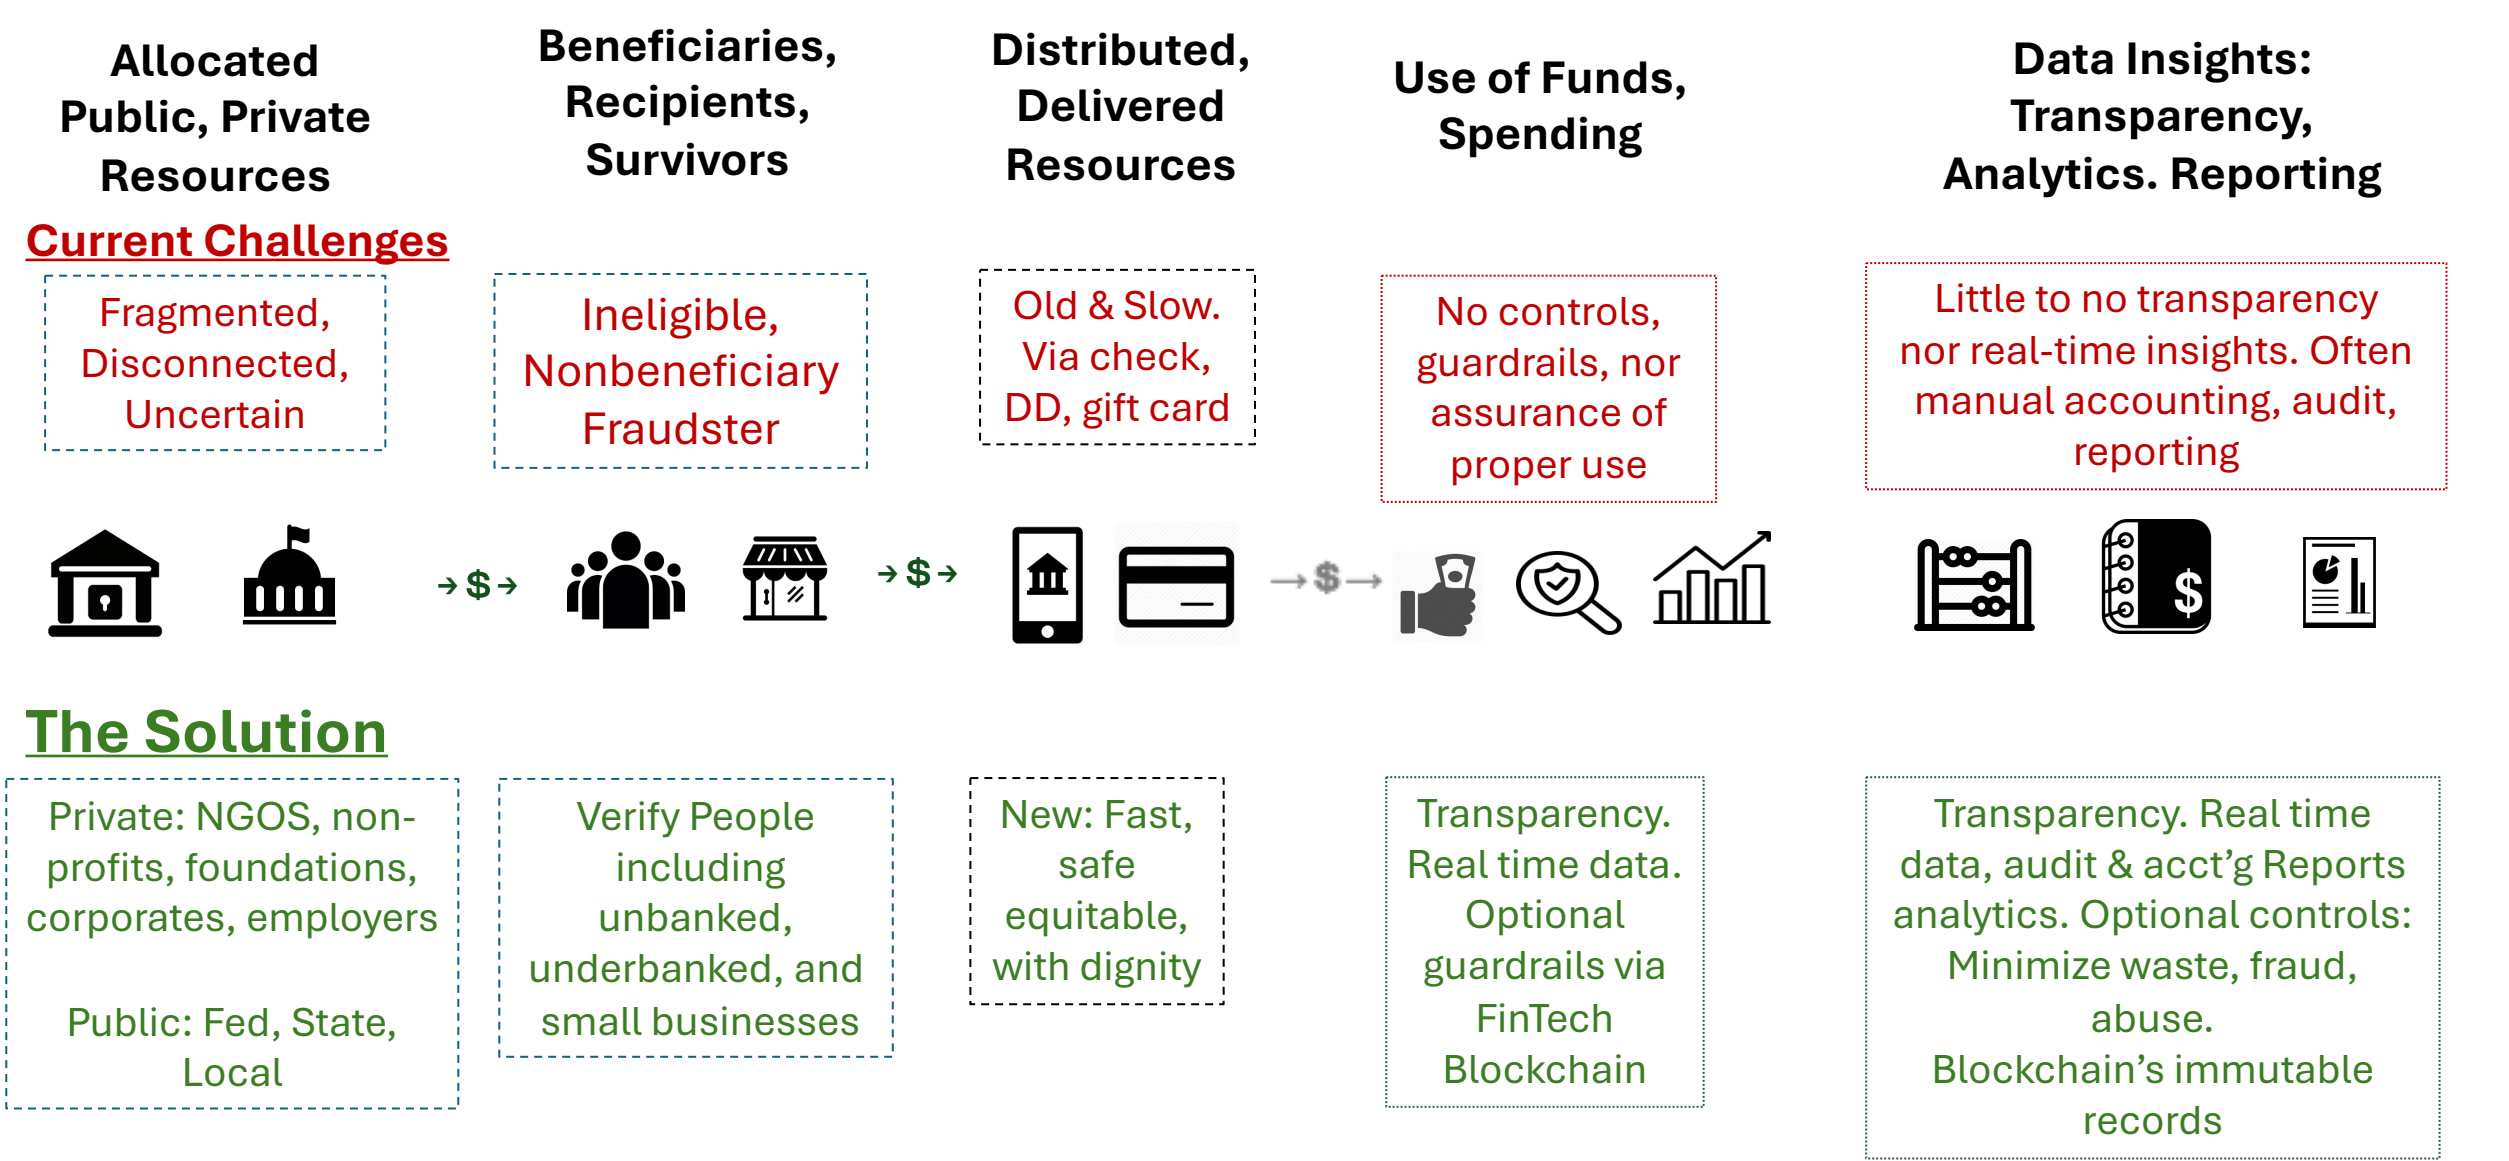 Allocated
Public, Private
Resources
Beneficiaries,
Recipients,
Survivors
Distributed,
Delivered
Resources
Use of Funds,
Spending
Data Insights:
Transparency,
Analytics. Reporting
Current Challenges
Fragmented,
Disconnected,
Uncertain
Ineligible,
Nonbeneficiary
Fraudster
Old & Slow.
Via check,
DD, gift card
No controls,
guardrails, nor
assurance of
proper use
Little to no transparency
nor real-time insights. Often
manual accounting, audit,
reporting
→$→
→$→
→$→
$
The Solution
Private: NGOS, non-
profits, foundations,
corporates, employers
Public: Fed, State,
Local
Verify People
including
unbanked,
underbanked, and
small businesses
New: Fast,
safe
equitable,
with dignity
Transparency.
Real time data.
Optional
guardrails via
FinTech
Blockchain
Transparency. Real time
data, audit & acct’g Reports
analytics. Optional controls:
Minimize waste, fraud,
abuse.
Blockchain’s immutable
records